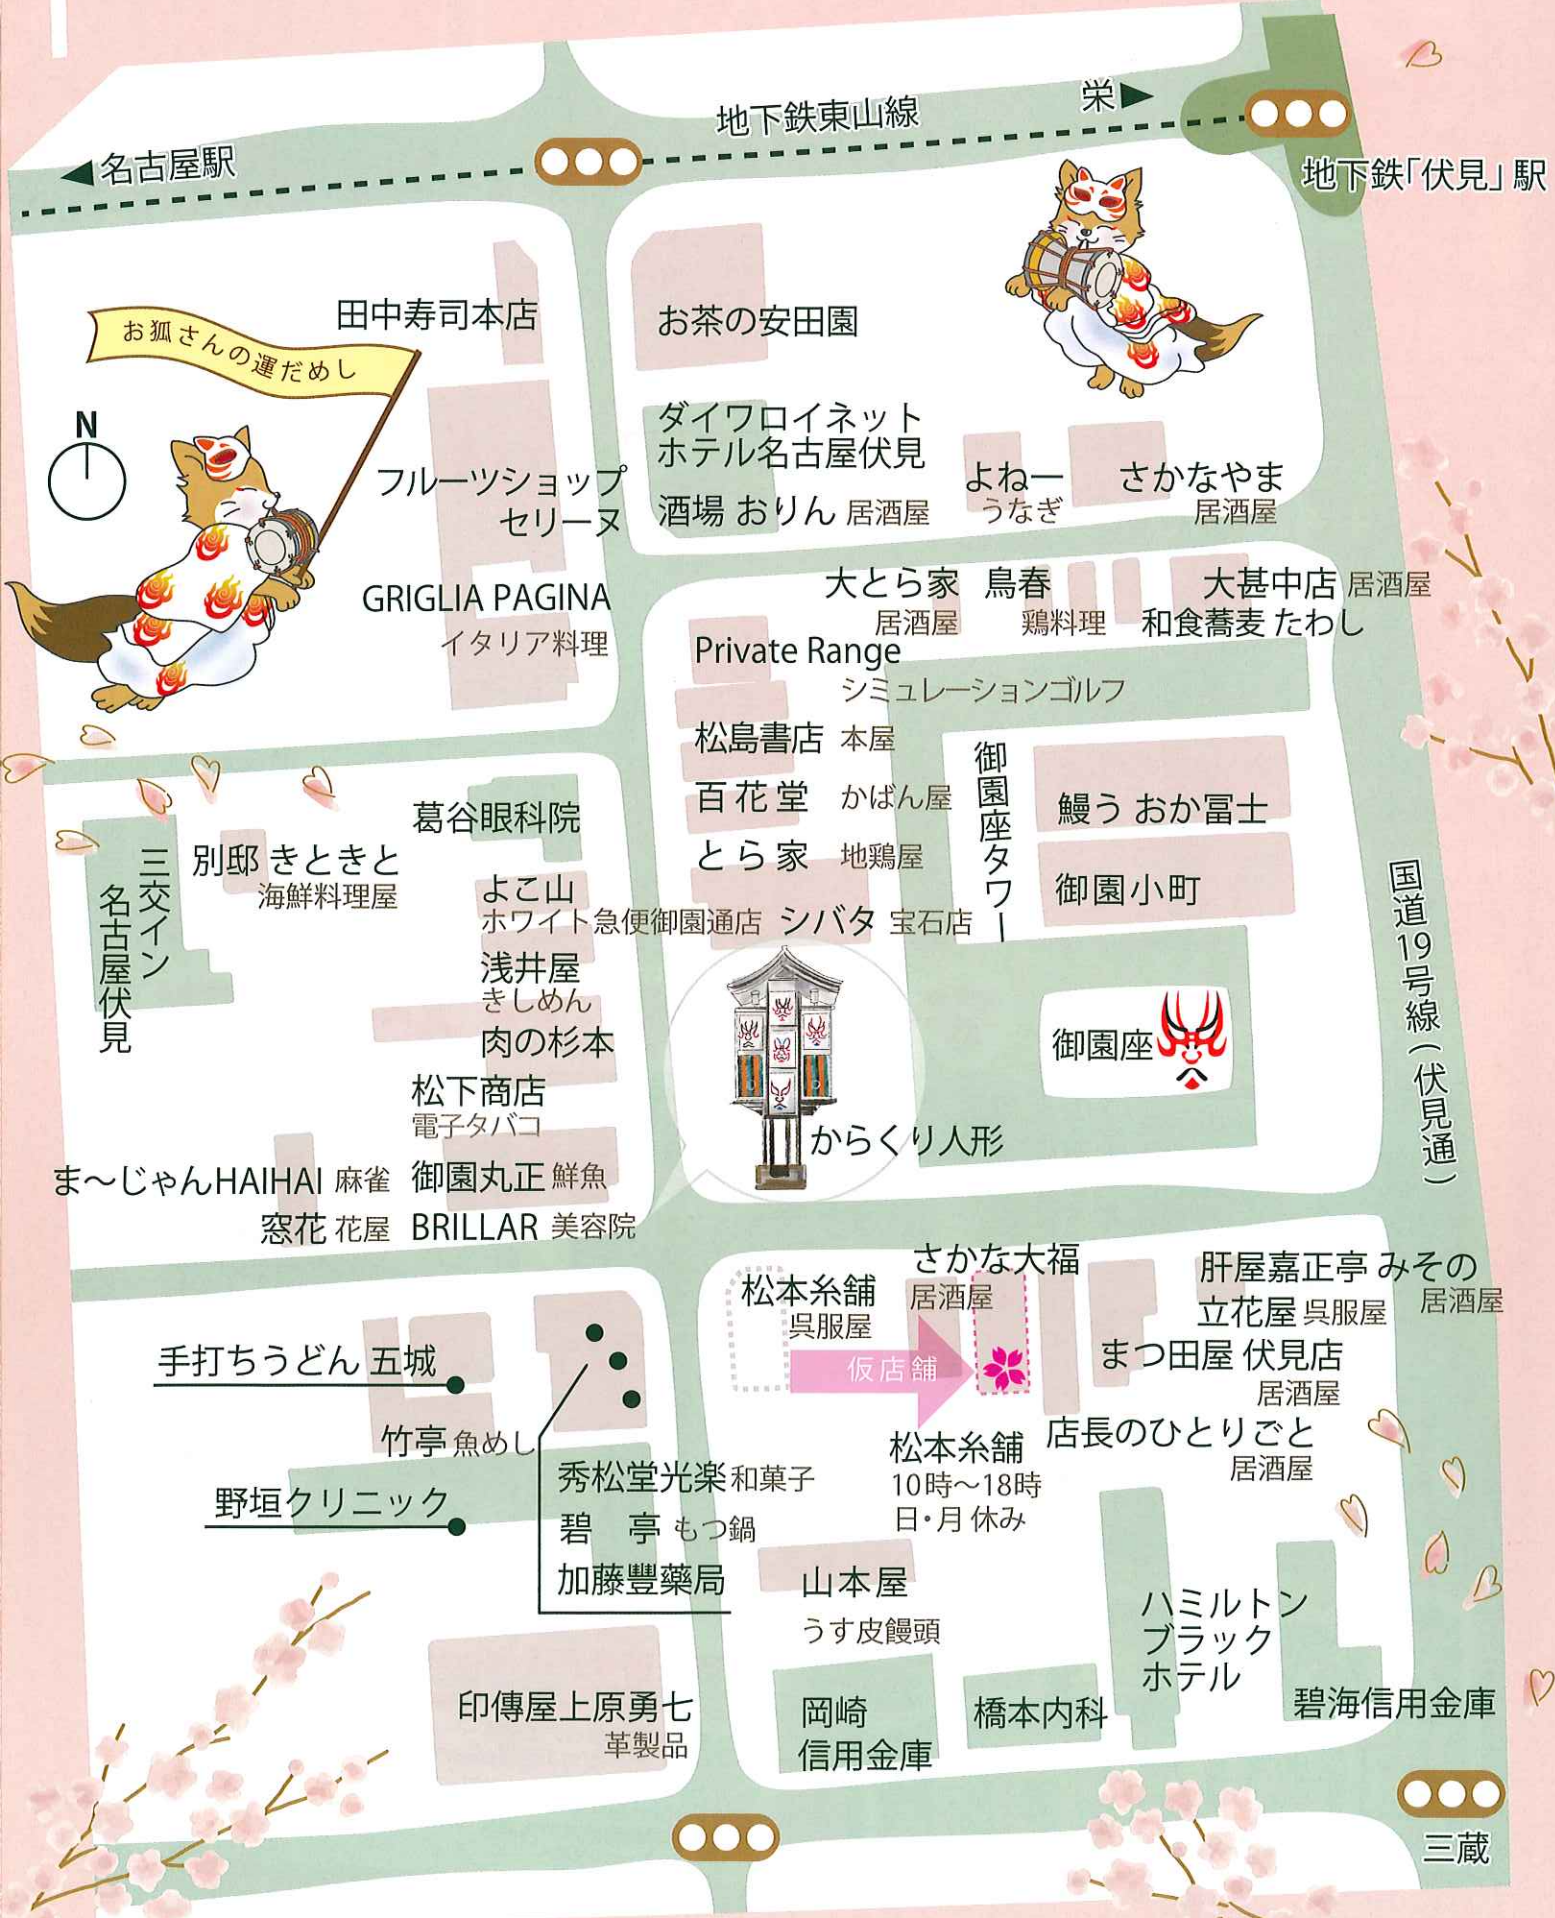 地下鉄東山線
栄▶
◀名古屋駅
地下鉄「伏見」駅
お狐さんの運だめし
N
田中寿司本店
フルーツショップ
セリーヌ
GRIGLIA PAGINA
イタリア料理
お茶の安田園
ダイワロイネット
ホテル名古屋伏見
酒場 おりん 居酒屋
よねー
うなぎ
さかなやま
居酒屋
大とら家
居酒屋
鳥春
鶏料理
大甚中店 居酒屋
和食蕎麦 たわし
Private Range
シミュレーションゴルフ
松島書店 本屋
百花堂 かばん屋
とら家 地鶏屋
シバタ 宝石店
御園座タワー
鰻う おか冨士
御園小町
御園座
からくり人形
国道19号線(伏見通)
三交イン
名古屋伏見
別邸 きときと
海鮮料理屋
葛谷眼科院
よこ山
ホワイト急便御園通店
浅井屋
きしめん
肉の杉本
松下商店
電子タバコ
ま〜じゃんHAIHAI 麻雀
御園丸正 鮮魚
窓花 花屋
BRILLAR 美容院
手打ちうどん 五城
竹亭 魚めし
野垣クリニック
秀松堂光楽 和菓子
碧 亭 もつ鍋
加藤豐藥局
印傳屋上原勇七
革製品
松本糸舗
呉服屋
仮店舗
さかな大福
居酒屋
松本糸舗
10時〜18時
日・月 休み
肝屋嘉正亭 みその
居酒屋
立花屋 呉服屋
まつ田屋 伏見店
居酒屋
店長のひとりごと
居酒屋
山本屋
うす皮饅頭
岡崎
信用金庫
橋本内科
ハミルトン
ブラック
ホテル
碧海信用金庫
三蔵